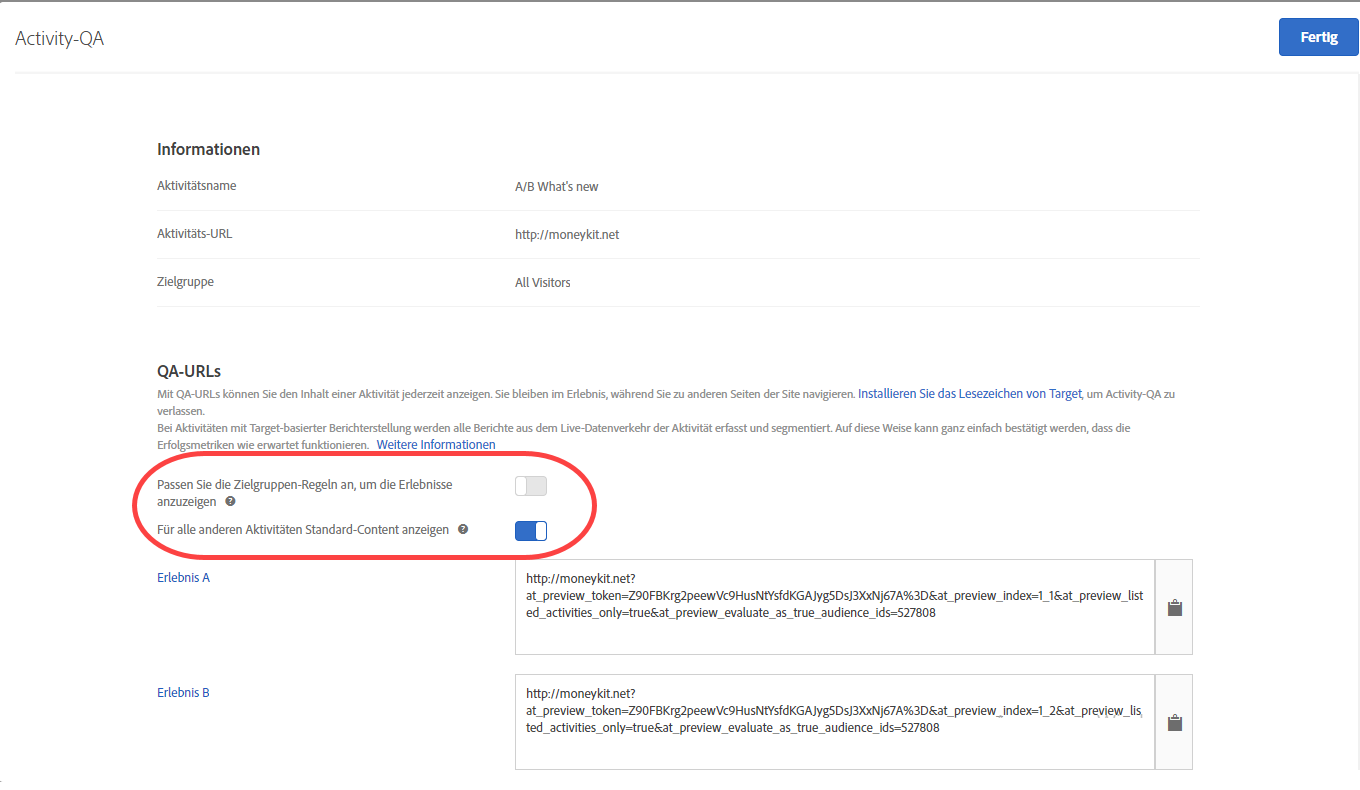 Activity-QA
Fertig
Informationen
Aktivitätsname
A/B What's new
Aktivitäts-URL
http://moneykit.net
Zielgruppe
All Visitors
QA-URLs
Mit QA-URLs können Sie den Inhalt einer Aktivität jederzeit anzeigen. Sie bleiben im Erlebnis, während Sie zu anderen Seiten der Site navigieren. Installieren Sie das Lesezeichen von Target, um Activity-QA zu
verlassen.
Bei Aktivitäten mit Target-basierter Berichterstellung werden alle Berichte aus dem Live-Datenverkehr der Aktivität erfasst und segmentiert. Auf diese Weise kann ganz einfach bestätigt werden, dass die
Erfolgsmetriken wie erwartet funktionieren. Weitere Informationen
Passen Sie die Zielgruppen-Regeln an, um die Erlebnisse
anzuzeigen ?
Für alle anderen Aktivitäten Standard-Content anzeigen ?
Erlebnis A
http://moneykit.net?
at_preview_token=Z90FBKrg2peewVc9HusNtYsfdKGAJyg5DsJ3XxNj67A%3D&at_preview_index=1_1&at_preview_list
ed_activities_only=true&at_preview_evaluate_as_true_audience_ids=527808
Erlebnis B
http://moneykit.net?
at_preview_token=Z90FBKrg2peewVc9HusNtYsfdKGAJyg5DsJ3XxNj67A%3D&at_preview_index=1_2&at_preview_lis
ted_activities_only=true&at_preview_evaluate_as_true_audience_ids=527808